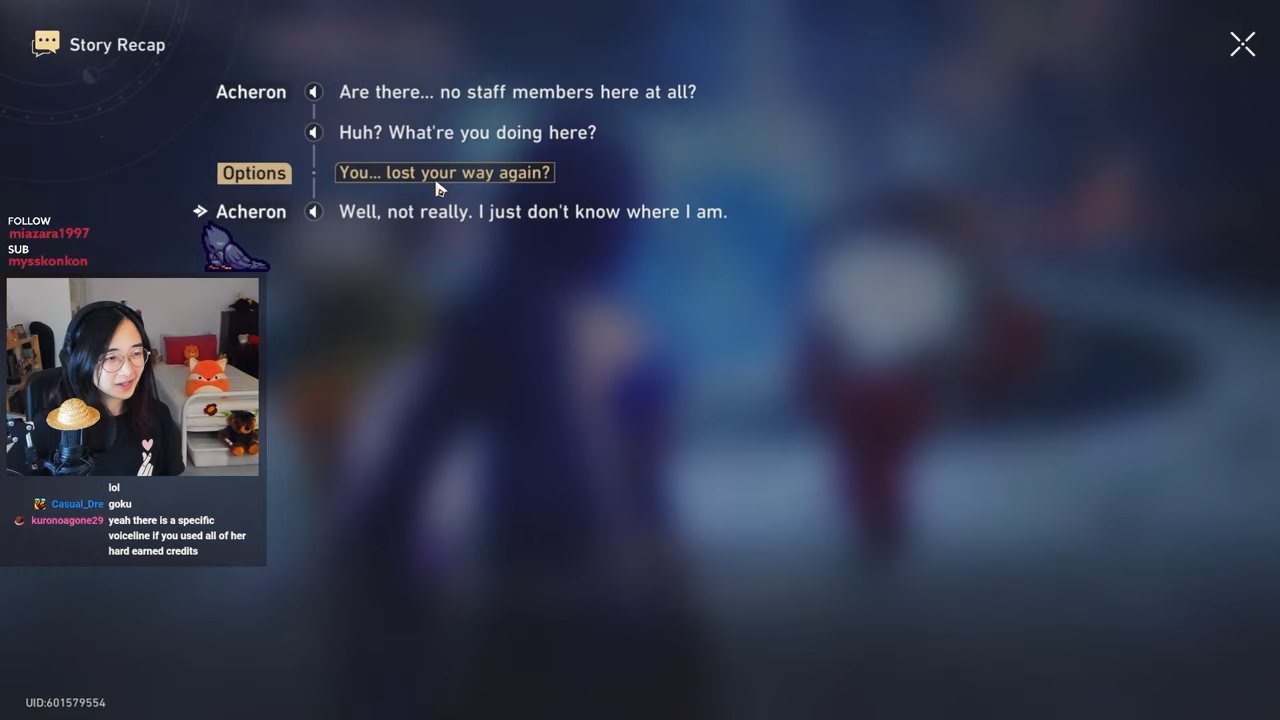 Story Recap
Acheron Are there... no staff members here at all?
Huh? What're you doing here?
Options You... lost your way again?
Acheron Well, not really. I just don't know where I am.
FOLLOW
miazara1997
SUB
mysskonkon
lol
Casual_Dre goku
kuronoagone29 yeah there is a specific
voiceline if you used all of her
hard earned credits
UID:601579554